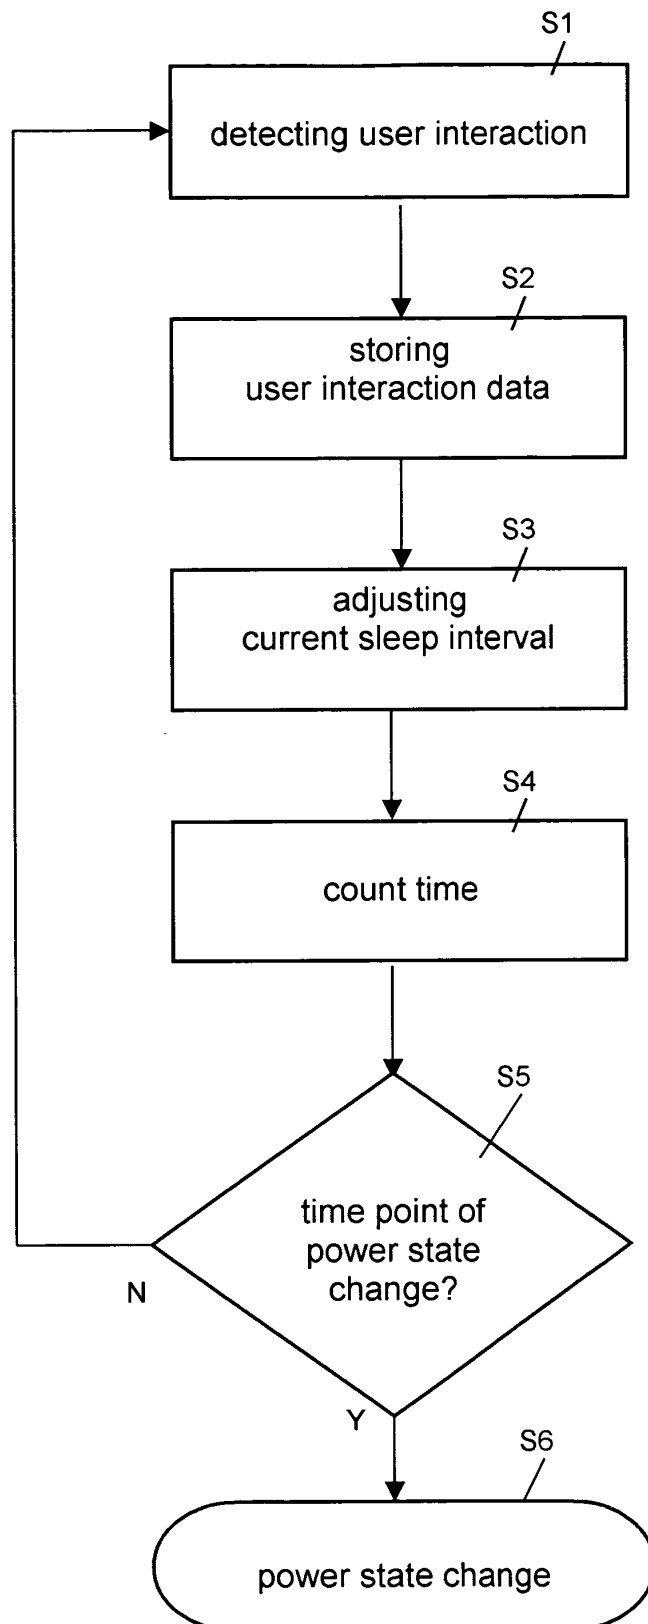 S1
detecting user interaction
S2
storing
user interaction data
S3
adjusting
current sleep interval
S4
count time
S5
time point of
power state
change?
N
Y
S6
power state change